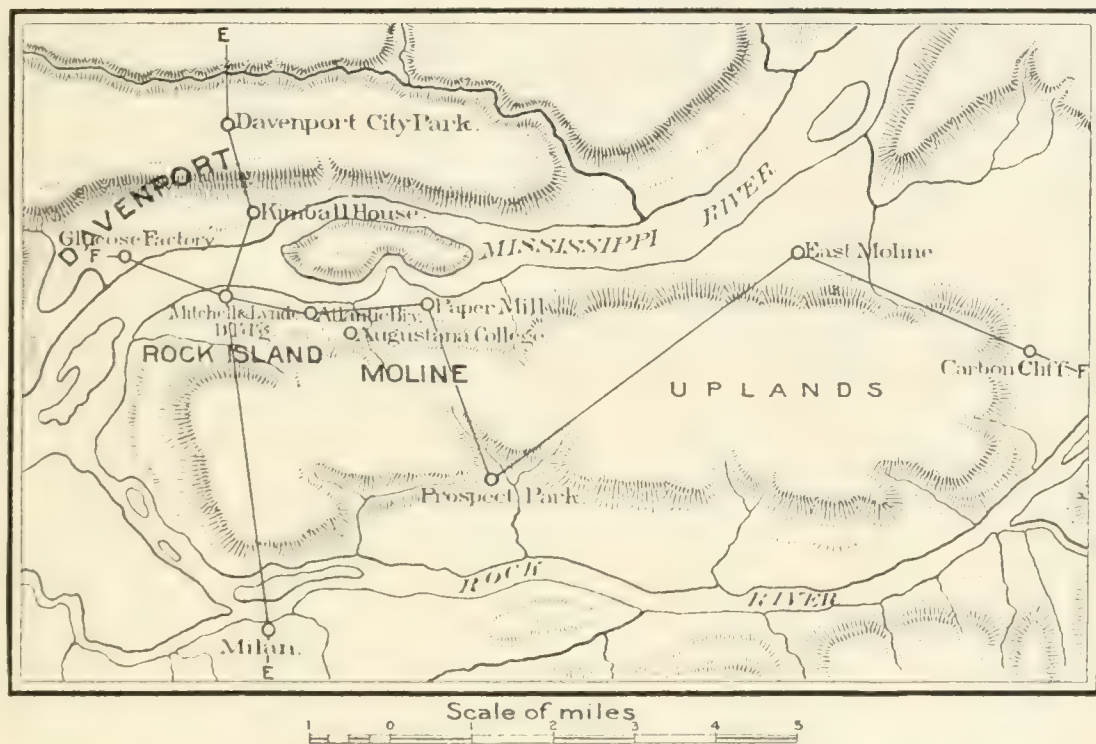 E
Davenport City Park.
DAVENPORT
Kimball House.
Glucose Factory
F
MISSISSIPPI RIVER
East Moline
Mitchell & Lynde
Bld'g.
Atlantic Bry.
Paper Mill
Augustana College
ROCK ISLAND
MOLINE
UPLANDS
Carbon Cliff
F
Prospect Park.
ROCK RIVER
Milan.
E
Scale of miles
1 0 1 2 3 4 5